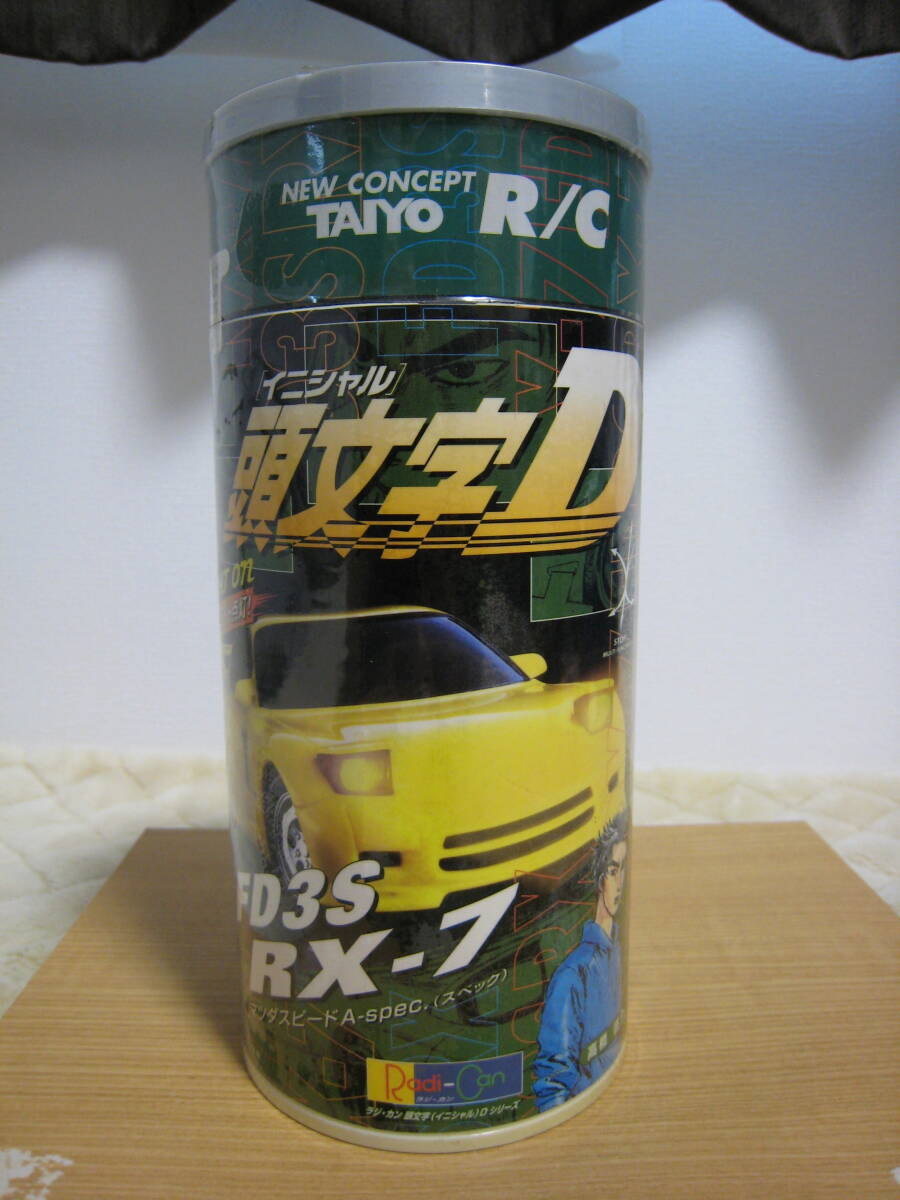 NEW CONCEPT
TAIYO R/C
[イニシャル]
頭文字D
FD3S
RX-7
マツダスピードA-spec.(スペック)
Radi-Can
ラジ・カン
ラジ・カン 頭文字(イニシャル)D シリーズ